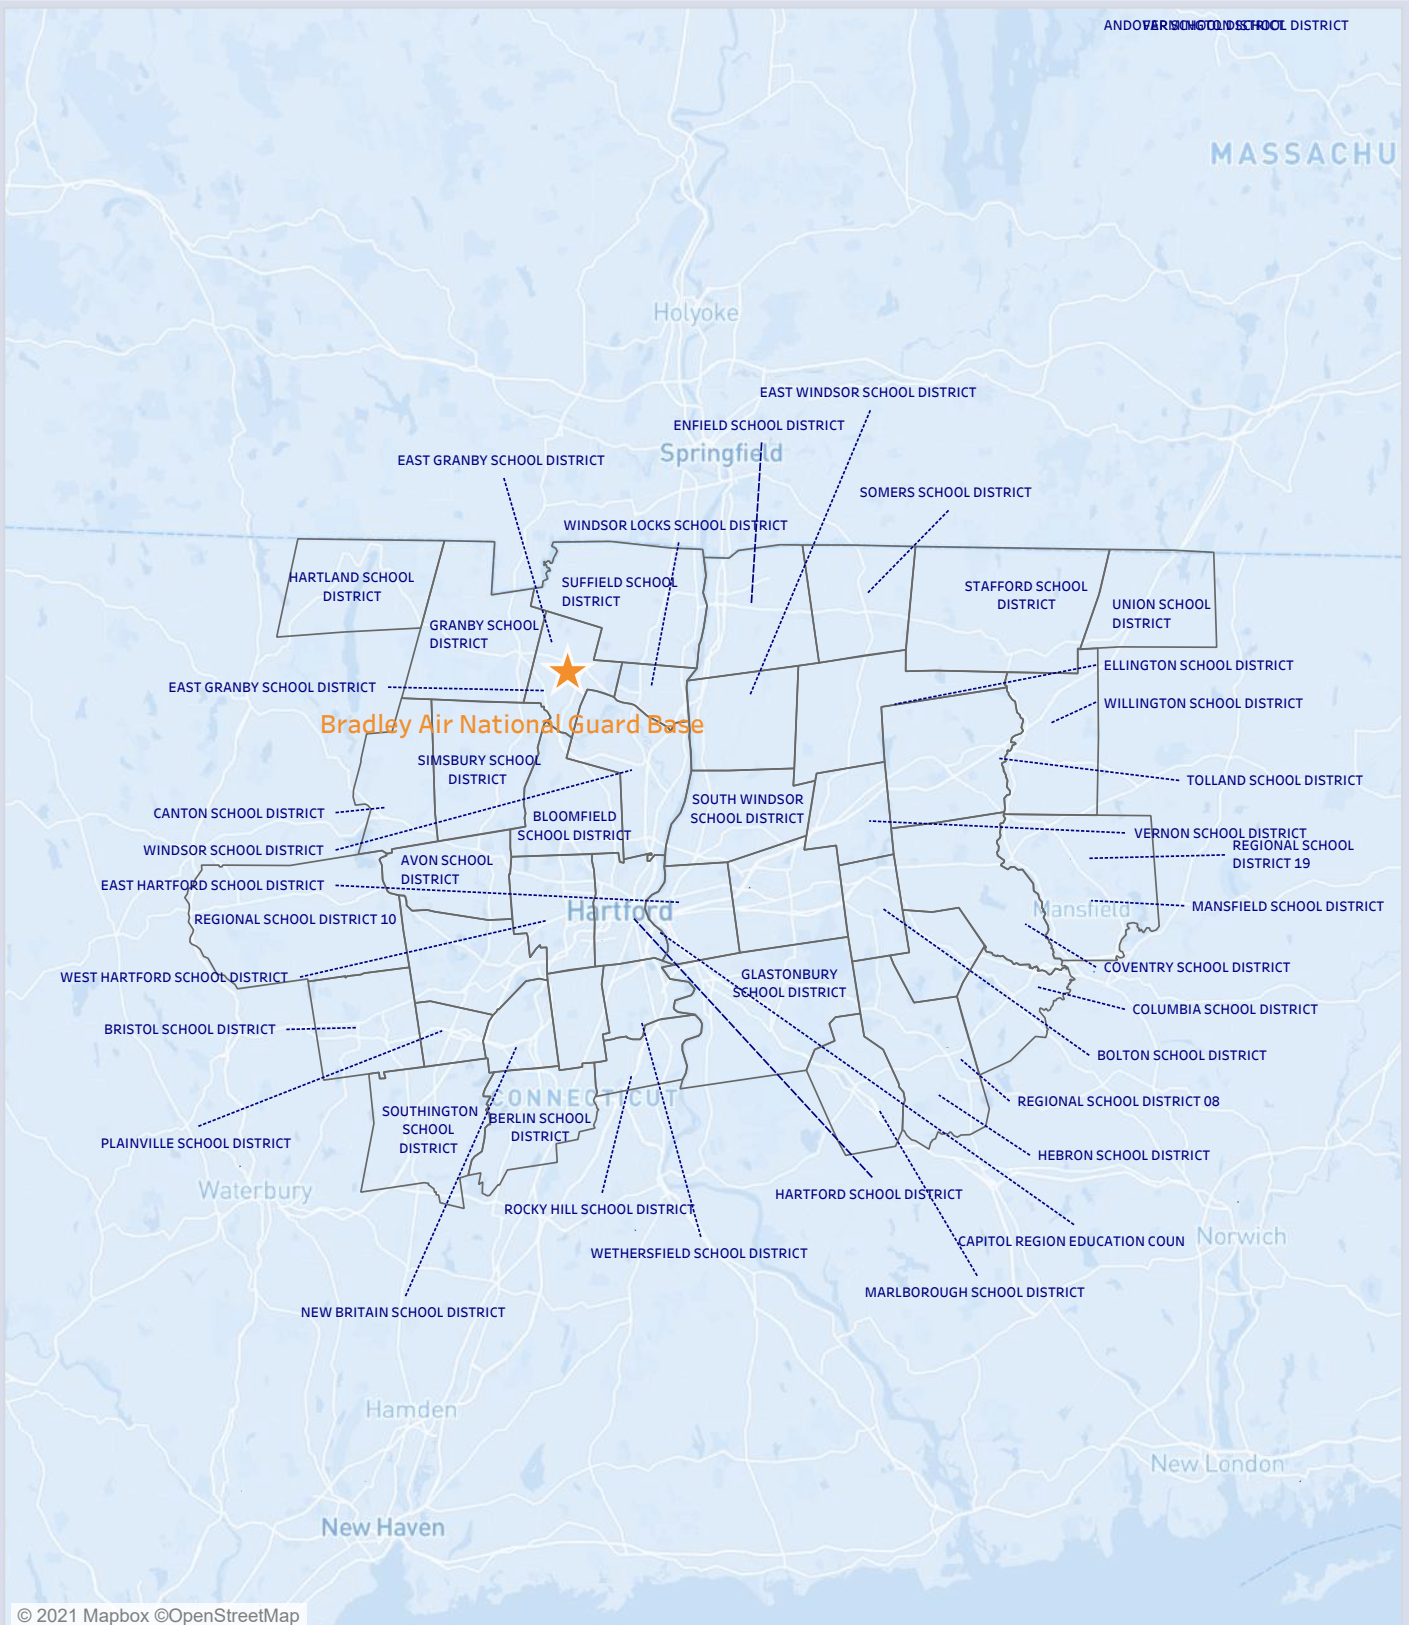 ANDOVER SCHOOL DISTRICT
FARMINGTON SCHOOL DISTRICT
MASSACHU
Holyoke
EAST WINDSOR SCHOOL DISTRICT
ENFIELD SCHOOL DISTRICT
Springfield
EAST GRANBY SCHOOL DISTRICT
SOMERS SCHOOL DISTRICT
WINDSOR LOCKS SCHOOL DISTRICT
HARTLAND SCHOOL
DISTRICT
SUFFIELD SCHOOL
DISTRICT
STAFFORD SCHOOL
DISTRICT
UNION SCHOOL
DISTRICT
GRANBY SCHOOL
DISTRICT
ELLINGTON SCHOOL DISTRICT
EAST GRANBY SCHOOL DISTRICT
WILLINGTON SCHOOL DISTRICT
Bradley Air National Guard Base
SIMSBURY SCHOOL
DISTRICT
TOLLAND SCHOOL DISTRICT
CANTON SCHOOL DISTRICT
SOUTH WINDSOR
SCHOOL DISTRICT
BLOOMFIELD
SCHOOL DISTRICT
VERNON SCHOOL DISTRICT
WINDSOR SCHOOL DISTRICT
REGIONAL SCHOOL
DISTRICT 19
AVON SCHOOL
DISTRICT
EAST HARTFORD SCHOOL DISTRICT
Hartford
Mansfield
MANSFIELD SCHOOL DISTRICT
REGIONAL SCHOOL DISTRICT 10
WEST HARTFORD SCHOOL DISTRICT
GLASTONBURY
SCHOOL DISTRICT
COVENTRY SCHOOL DISTRICT
COLUMBIA SCHOOL DISTRICT
BRISTOL SCHOOL DISTRICT
BOLTON SCHOOL DISTRICT
CONNECTICUT
REGIONAL SCHOOL DISTRICT 08
SOUTHINGTON
SCHOOL
DISTRICT
BERLIN SCHOOL
DISTRICT
PLAINVILLE SCHOOL DISTRICT
HEBRON SCHOOL DISTRICT
Waterbury
HARTFORD SCHOOL DISTRICT
ROCKY HILL SCHOOL DISTRICT
Norwich
CAPITOL REGION EDUCATION COUN
WETHERSFIELD SCHOOL DISTRICT
MARLBOROUGH SCHOOL DISTRICT
NEW BRITAIN SCHOOL DISTRICT
Hamden
New London
New Haven
© 2021 Mapbox ©OpenStreetMap